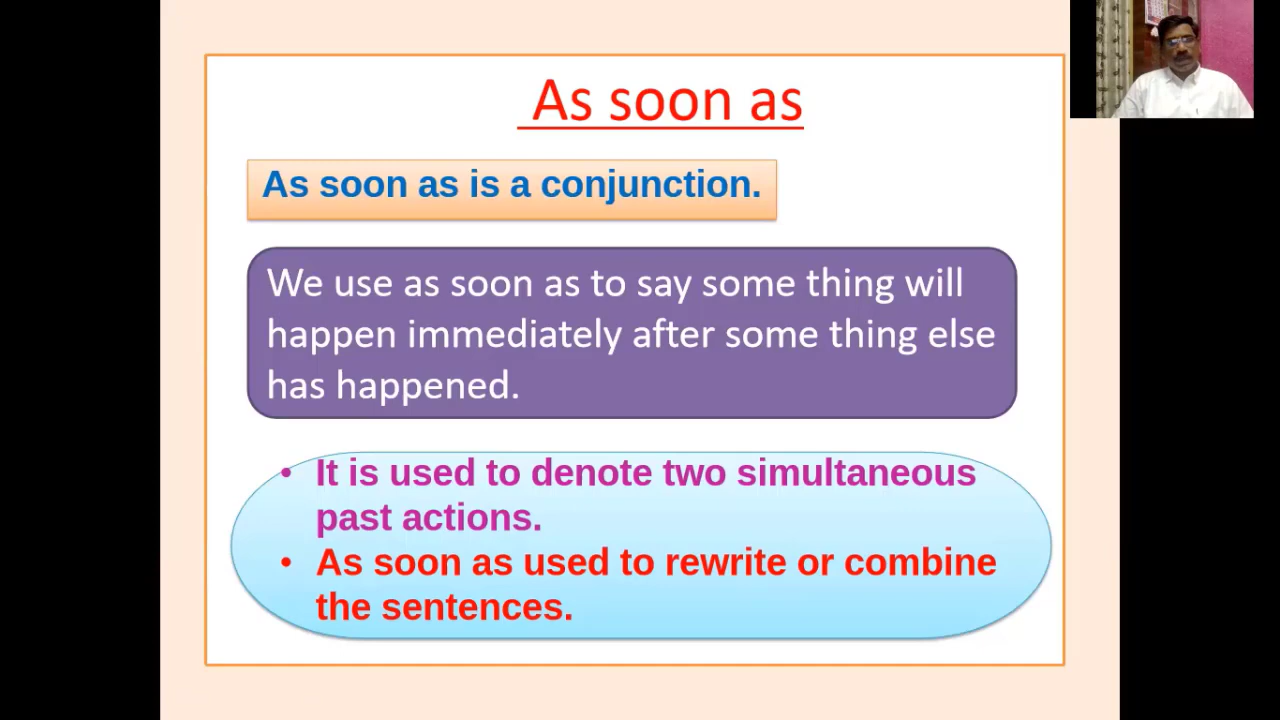 As soon as
As soon as is a conjunction.
We use as soon as to say some thing will
happen immediately after some thing else
has happened.
• It is used to denote two simultaneous
past actions.
• As soon as used to rewrite or combine
the sentences.